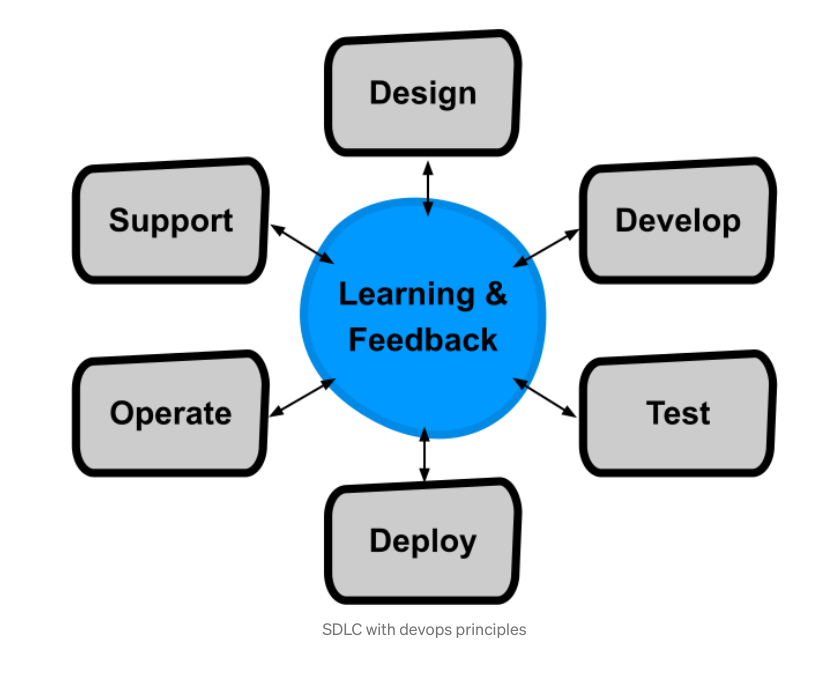 Design
Support
Develop
Learning &
Feedback
Operate
Test
Deploy
SDLC with devops principles